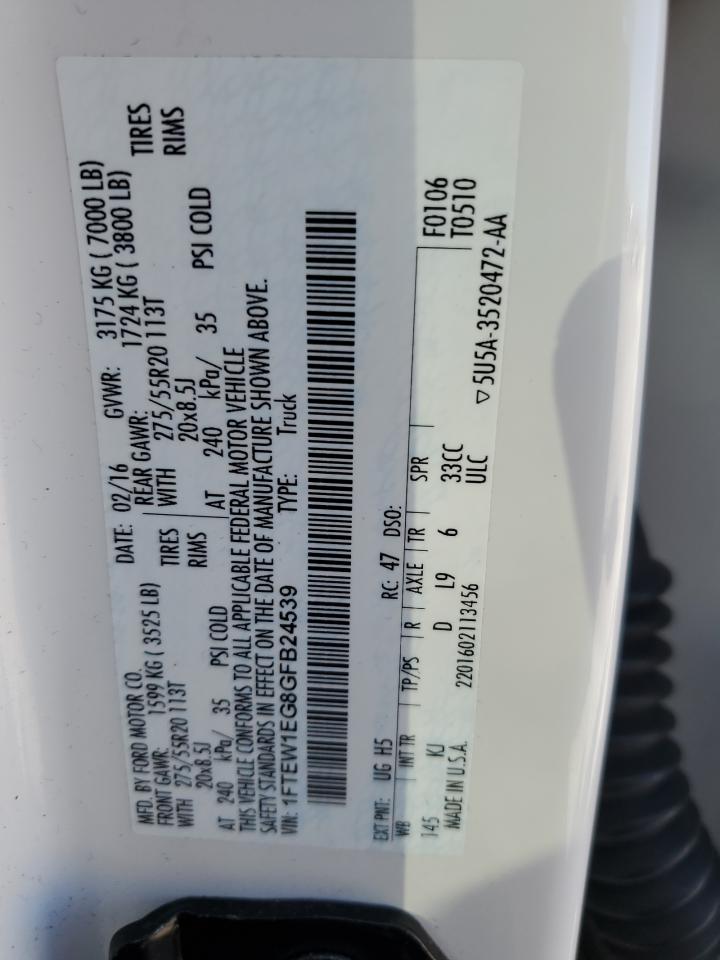 MFD. BY FORD MOTOR CO. DATE: 02/16 GVWR: 3175 KG ( 7000 LB)
FRONT GAWR: 1599 KG ( 3525 LB) REAR GAWR: 1724 KG ( 3800 LB)
WITH 275/55R20 113T TIRES WITH 275/55R20 113T TIRES
20x8.5J RIMS 20x8.5J RIMS
AT 240 kPa/ 35 PSI COLD AT 240 kPa/ 35 PSI COLD
THIS VEHICLE CONFORMS TO ALL APPLICABLE FEDERAL MOTOR VEHICLE
SAFETY STANDARDS IN EFFECT ON THE DATE OF MANUFACTURE SHOWN ABOVE.
VIN: 1FTEW1EG8GFB24539 TYPE: Truck
EXT PNT: UG H5 RC: 47 DSO:
WB INT TR TP/PS R AXLE TR SPR F0106
145 KJ D L9 6 33CC T0510
MADE IN U.S.A. 2201602113456 ULC ▽5U5A-3520472-AA